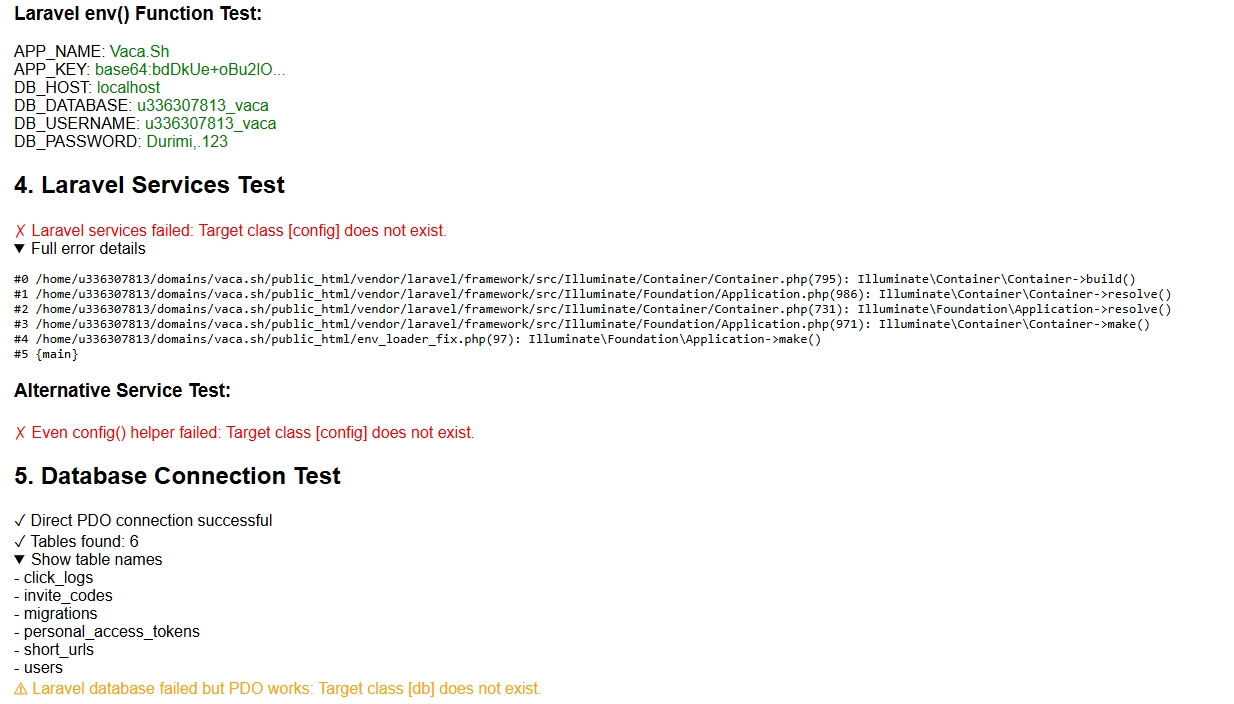 Laravel env() Function Test:
APP_NAME: Vaca.Sh
APP_KEY: base64:bdDkUe+oBu2lO...
DB_HOST: localhost
DB_DATABASE: u336307813_vaca
DB_USERNAME: u336307813_vaca
DB_PASSWORD: Durimi,.123
4. Laravel Services Test
✗ Laravel services failed: Target class [config] does not exist.
▼ Full error details
#0 /home/u336307813/domains/vaca.sh/public_html/vendor/laravel/framework/src/Illuminate/Container/Container.php(795): Illuminate\Container\Container->build()
#1 /home/u336307813/domains/vaca.sh/public_html/vendor/laravel/framework/src/Illuminate/Foundation/Application.php(986): Illuminate\Container\Container->resolve()
#2 /home/u336307813/domains/vaca.sh/public_html/vendor/laravel/framework/src/Illuminate/Container/Container.php(731): Illuminate\Foundation\Application->resolve()
#3 /home/u336307813/domains/vaca.sh/public_html/vendor/laravel/framework/src/Illuminate/Foundation/Application.php(971): Illuminate\Container\Container->make()
#4 /home/u336307813/domains/vaca.sh/public_html/env_loader_fix.php(97): Illuminate\Foundation\Application->make()
#5 {main}
Alternative Service Test:
✗ Even config() helper failed: Target class [config] does not exist.
5. Database Connection Test
✓ Direct PDO connection successful
✓ Tables found: 6
▼ Show table names
- click_logs
- invite_codes
- migrations
- personal_access_tokens
- short_urls
- users
⚠ Laravel database failed but PDO works: Target class [db] does not exist.